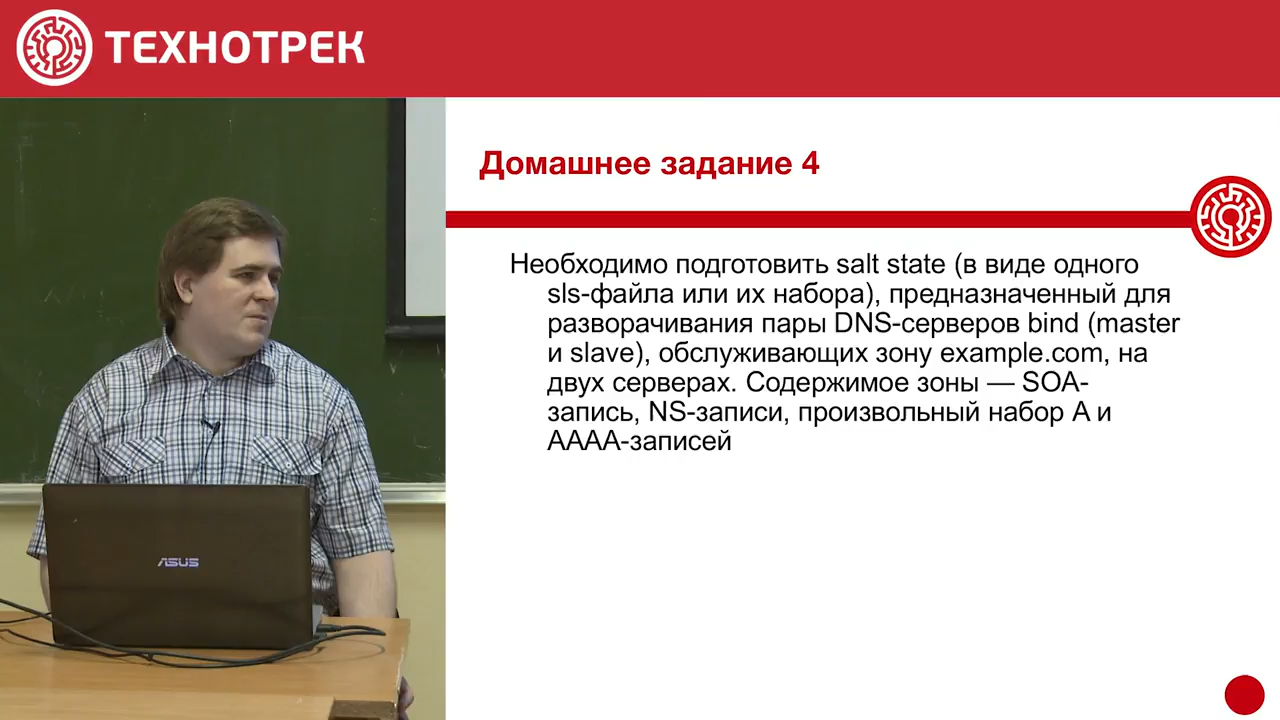 ТЕХНОТРЕК
Домашнее задание 4
Необходимо подготовить salt state (в виде одного
sls-файла или их набора), предназначенный для
разворачивания пары DNS-серверов bind (master
и slave), обслуживающих зону example.com, на
двух серверах. Содержимое зоны — SOA-
запись, NS-записи, произвольный набор A и
AAAA-записей
ASUS